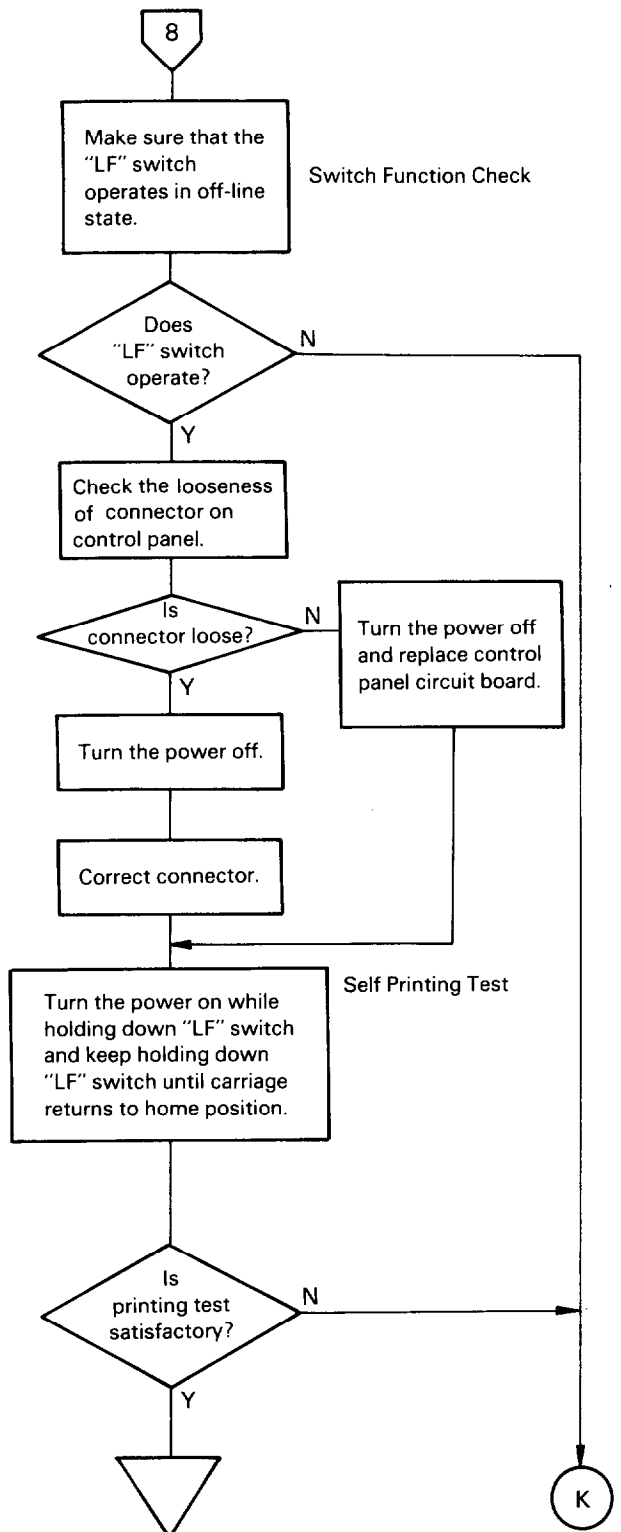 8
Make sure that the
"LF" switch
operates in off-line
state.
Switch Function Check
Does
"LF" switch
operate?
N
Y
Check the looseness
of connector on
control panel.
Is
connector loose?
N
Y
Turn the power off
and replace control
panel circuit board.
Turn the power off.
Correct connector.
Self Printing Test
Turn the power on while
holding down "LF" switch
and keep holding down
"LF" switch until carriage
returns to home position.
Is
printing test
satisfactory?
N
Y
K